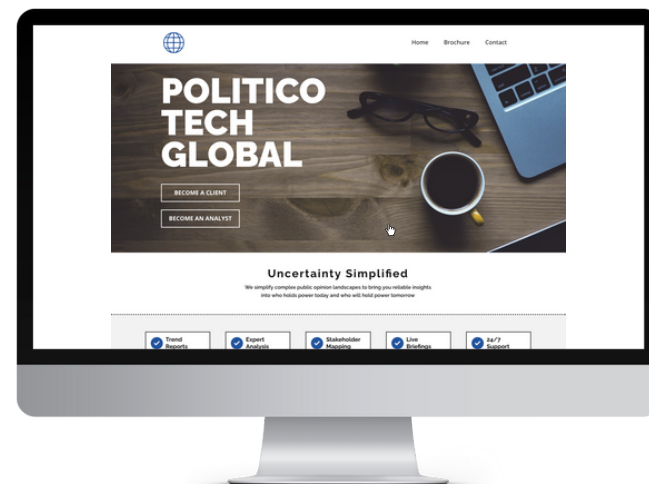 Home Brochure Contact
POLITICO
TECH
GLOBAL
BECOME A CLIENT
BECOME AN ANALYST
Uncertainty Simplified
We simplify complex public opinion landscapes to bring you reliable insights
into who holds power today and who will hold power tomorrow
Trend Expert Stakeholder Live 24/7
Reports Analysis Mapping Briefings Support